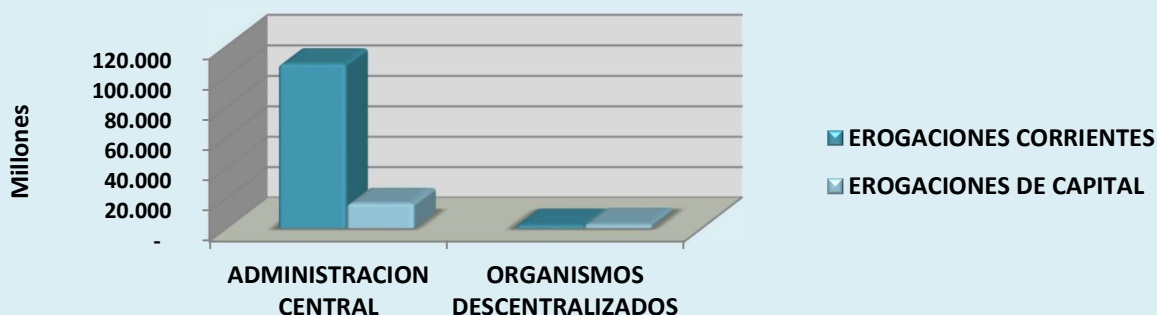 Millones
120.000
100.000
80.000
60.000
40.000
20.000
-
ADMINISTRACION
CENTRAL
ORGANISMOS
DESCENTRALIZADOS
EROGACIONES CORRIENTES
EROGACIONES DE CAPITAL